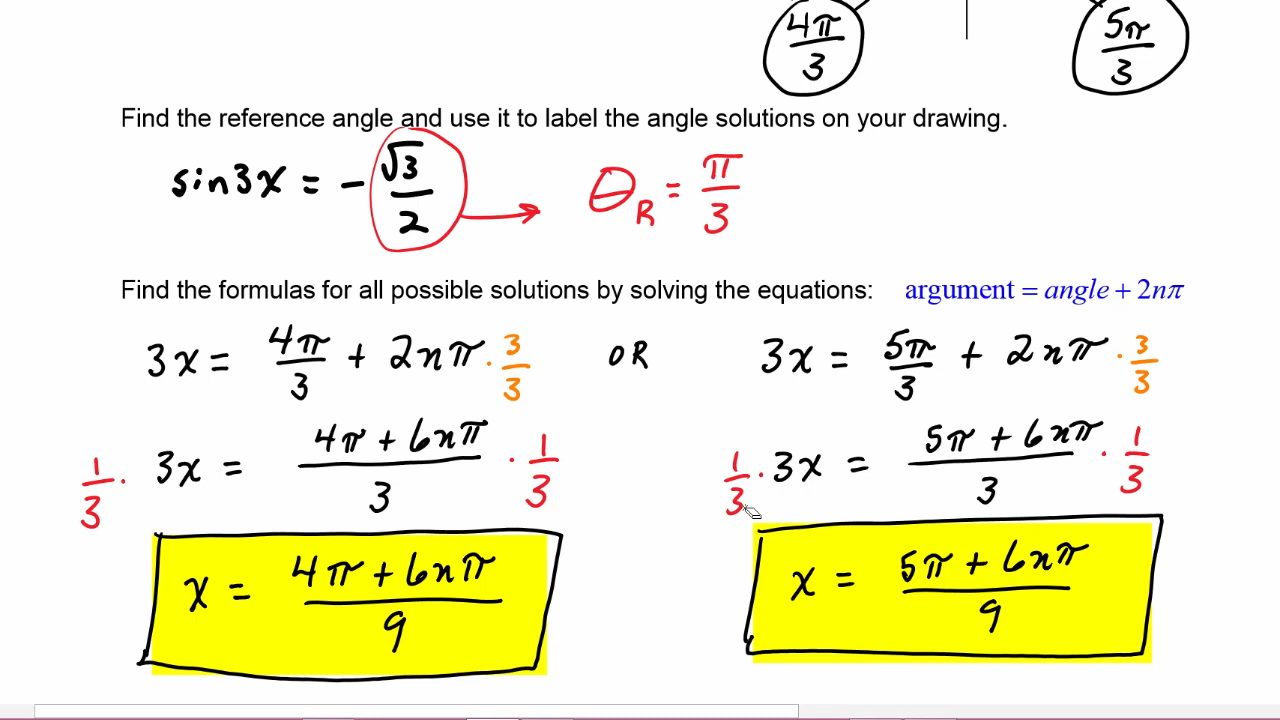 4π/3 5π/3
Find the reference angle and use it to label the angle solutions on your drawing.
sin3x = - √3/2 → θ_R = π/3
Find the formulas for all possible solutions by solving the equations: argument = angle + 2nπ
3x = 4π/3 + 2nπ · 3/3 OR 3x = 5π/3 + 2nπ · 3/3
1/3 · 3x = (4π + 6nπ)/3 · 1/3 1/3 · 3x = (5π + 6nπ)/3 · 1/3
x = (4π + 6nπ)/9 x = (5π + 6nπ)/9